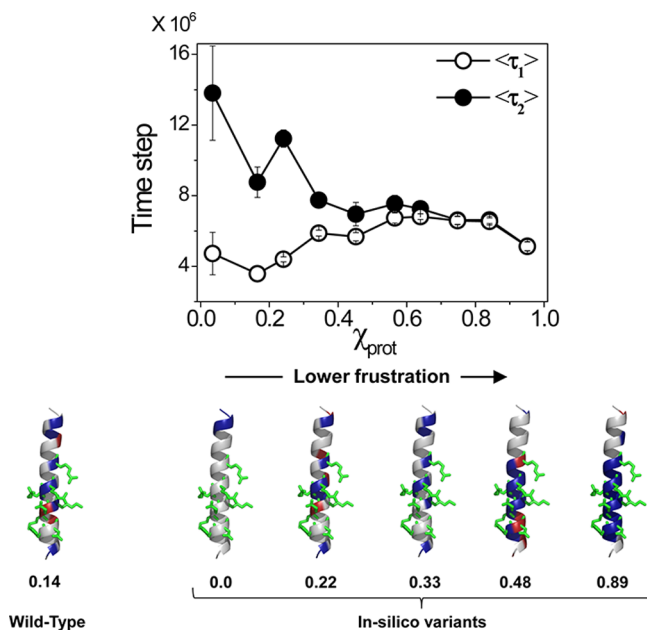 X 10⁶
16
12
8
4
Time step
<τ₁>
<τ₂>
0.0 0.2 0.4 0.6 0.8 1.0
χprot
Lower frustration
0.14 0.0 0.22 0.33 0.48 0.89
Wild-Type In-silico variants